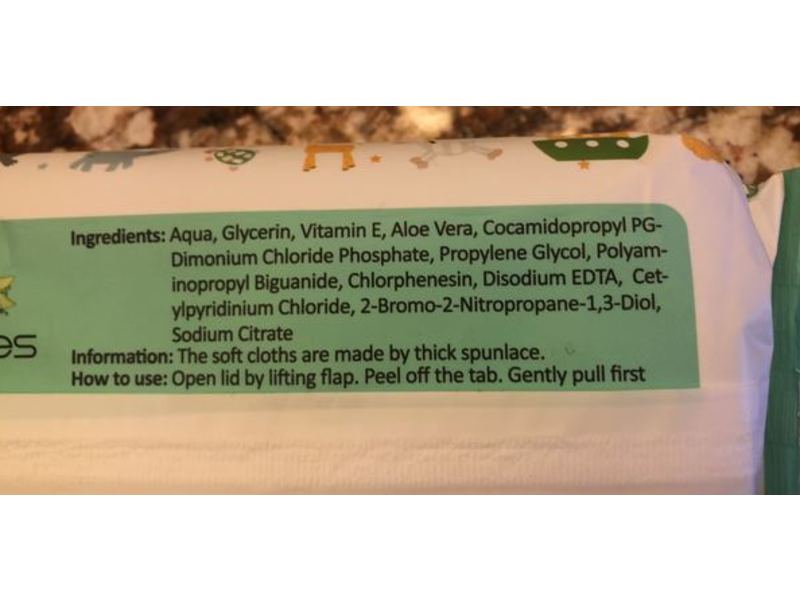 Ingredients: Aqua, Glycerin, Vitamin E, Aloe Vera, Cocamidopropyl PG-
Dimonium Chloride Phosphate, Propylene Glycol, Polyam-
inopropyl Biguanide, Chlorphenesin, Disodium EDTA, Cet-
ylpyridinium Chloride, 2-Bromo-2-Nitropropane-1,3-Diol,
Sodium Citrate
es
Information: The soft cloths are made by thick spunlace.
How to use: Open lid by lifting flap. Peel off the tab. Gently pull first